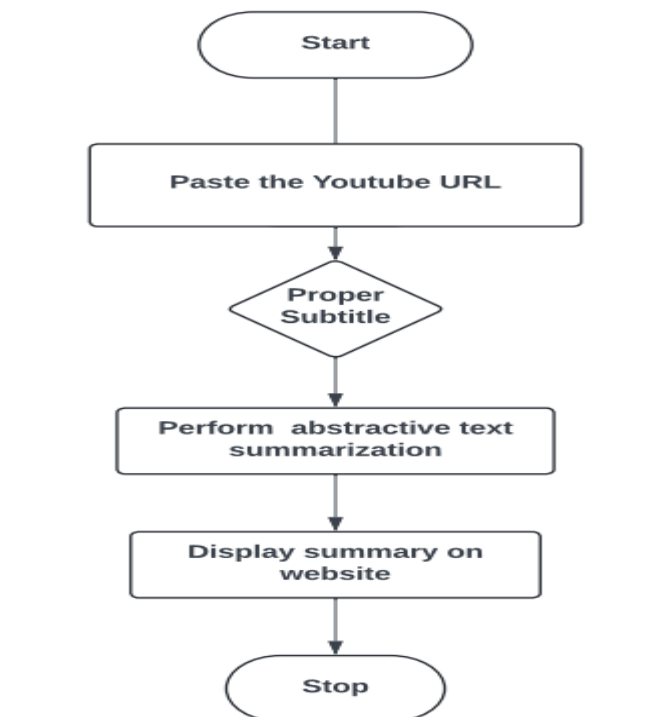 Start
Paste the Youtube URL
Proper
Subtitle
Perform  abstractive text
summarization
Display summary on
website
Stop